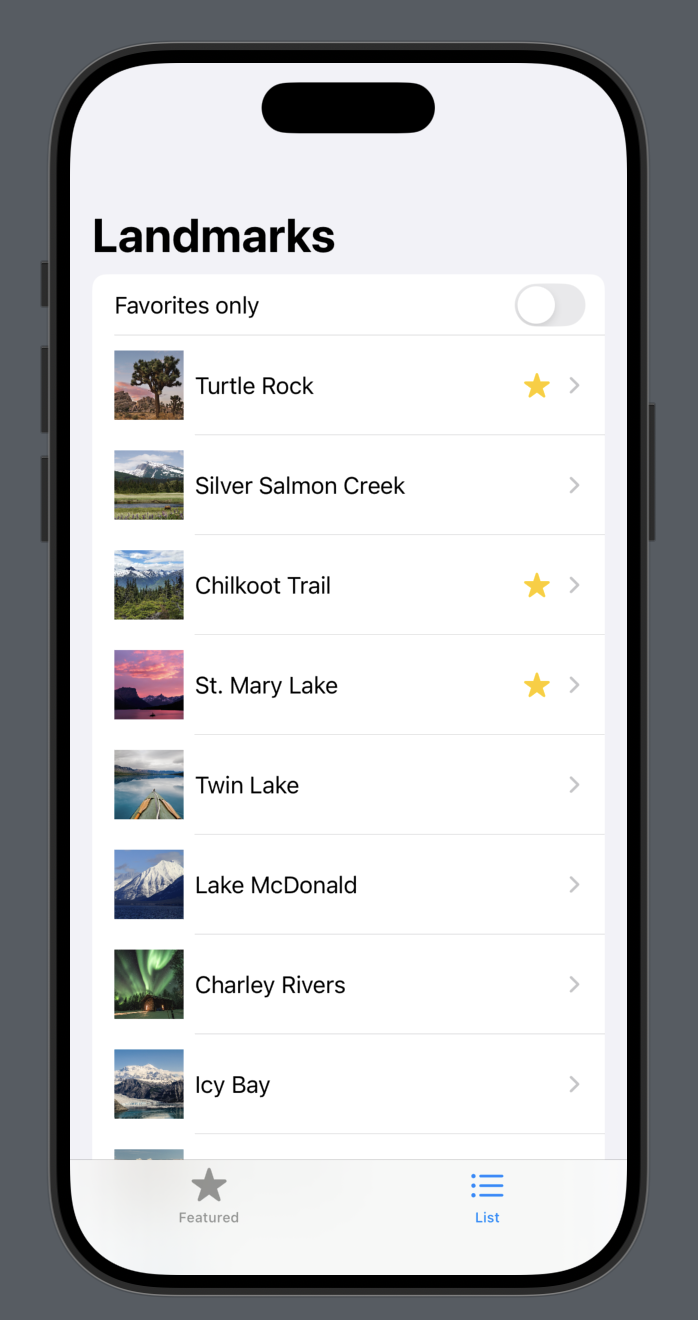 Landmarks
Favorites only
Turtle Rock
Silver Salmon Creek
Chilkoot Trail
St. Mary Lake
Twin Lake
Lake McDonald
Charley Rivers
Icy Bay
Featured
List